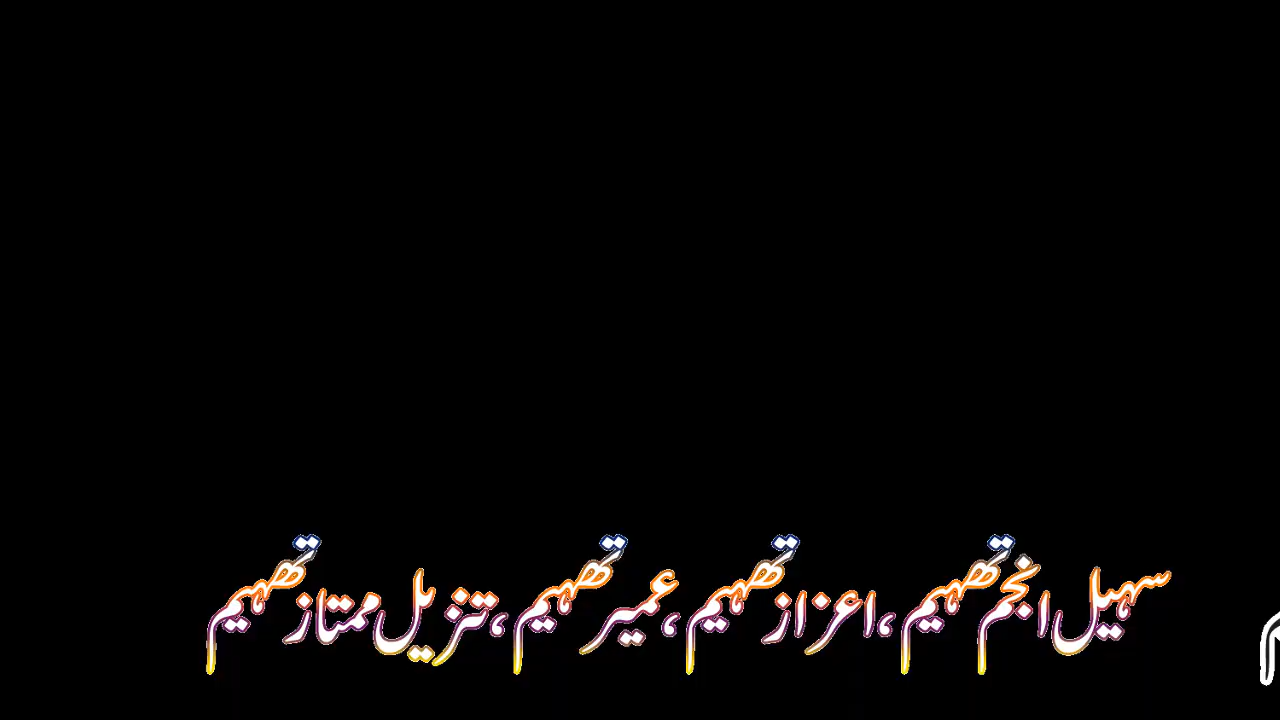 سہیل انجم تھہیم ، اعزاز تھہیم ، عمیر تھہیم ، تنزیل ممتاز تھہیم